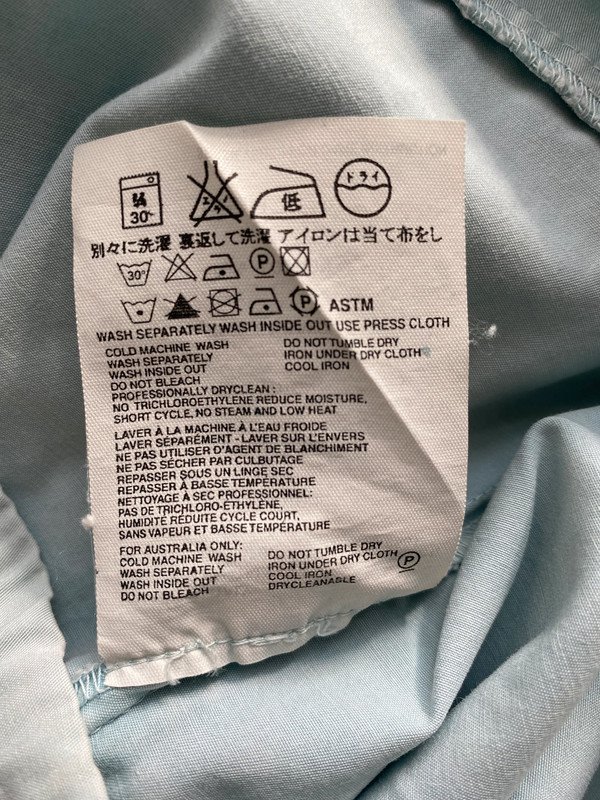 弱
30
エンソ
低
ドライ
別々に洗濯 裏返して洗濯 アイロンは当て布をし
30°
P
P ASTM
WASH SEPARATELY WASH INSIDE OUT USE PRESS CLOTH
COLD MACHINE WASH DO NOT TUMBLE DRY
WASH SEPARATELY IRON UNDER DRY CLOTH
WASH INSIDE OUT COOL IRON
DO NOT BLEACH
PROFESSIONALLY DRYCLEAN :
NO TRICHLOROETHYLENE REDUCE MOISTURE,
SHORT CYCLE, NO STEAM AND LOW HEAT
LAVER À LA MACHINE À L'EAU FROIDE
LAVER SÉPARÉMENT - LAVER SUR L'ENVERS
NE PAS UTILISER D'AGENT DE BLANCHIMENT
NE PAS SÉCHER PAR CULBUTAGE
REPASSER SOUS UN LINGE SEC
REPASSER À BASSE TEMPÉRATURE
NETTOYAGE À SEC PROFESSIONNEL:
PAS DE TRICHLORO-ÉTHYLÈNE,
HUMIDITÉ RÉDUITE CYCLE COURT,
SANS VAPEUR ET BASSE TEMPÉRATURE
FOR AUSTRALIA ONLY:
COLD MACHINE WASH DO NOT TUMBLE DRY
WASH SEPARATELY IRON UNDER DRY CLOTH P
WASH INSIDE OUT COOL IRON
DO NOT BLEACH DRYCLEANABLE